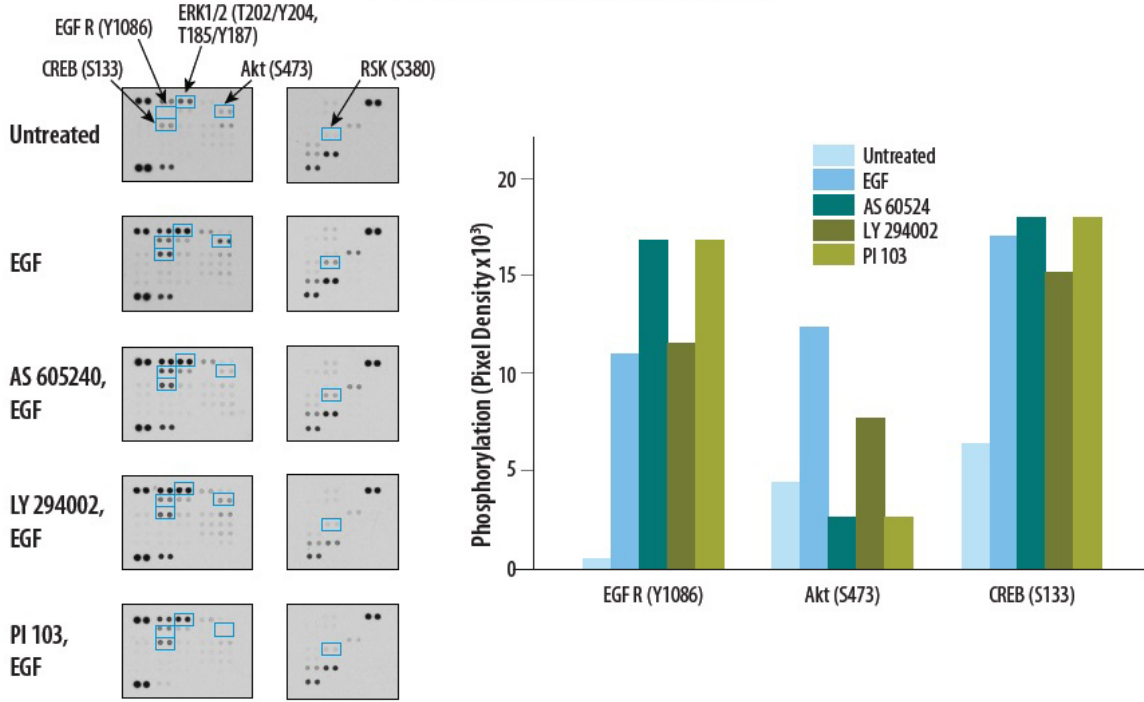 ERK1/2 (T202/Y204,
T185/Y187)
EGF R (Y1086)
CREB (S133)
Akt (S473)
RSK (S380)
Untreated
EGF
AS 605240,
EGF
LY 294002,
EGF
PI 103,
EGF
Phosphorylation (Pixel Density x 10³)
20
15
10
5
0
Untreated
EGF
AS 60524
LY 294002
PI 103
EGF R (Y1086)
Akt (S473)
CREB (S133)